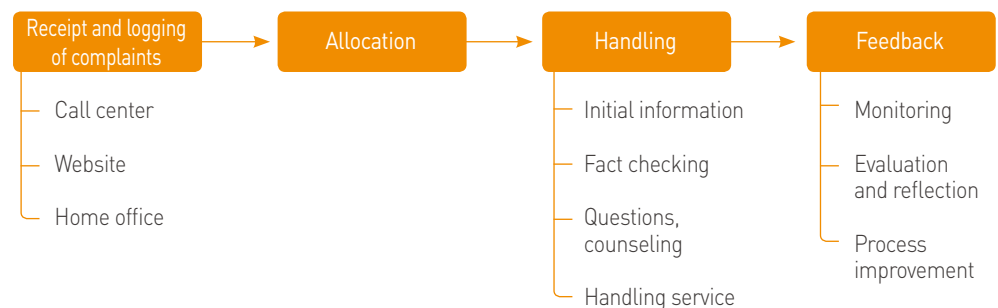 Receipt and logging
of complaints
Allocation
Handling
Feedback
Call center
Website
Home office
Initial information
Fact checking
Questions,
counseling
Handling service
Monitoring
Evaluation
and reflection
Process
improvement